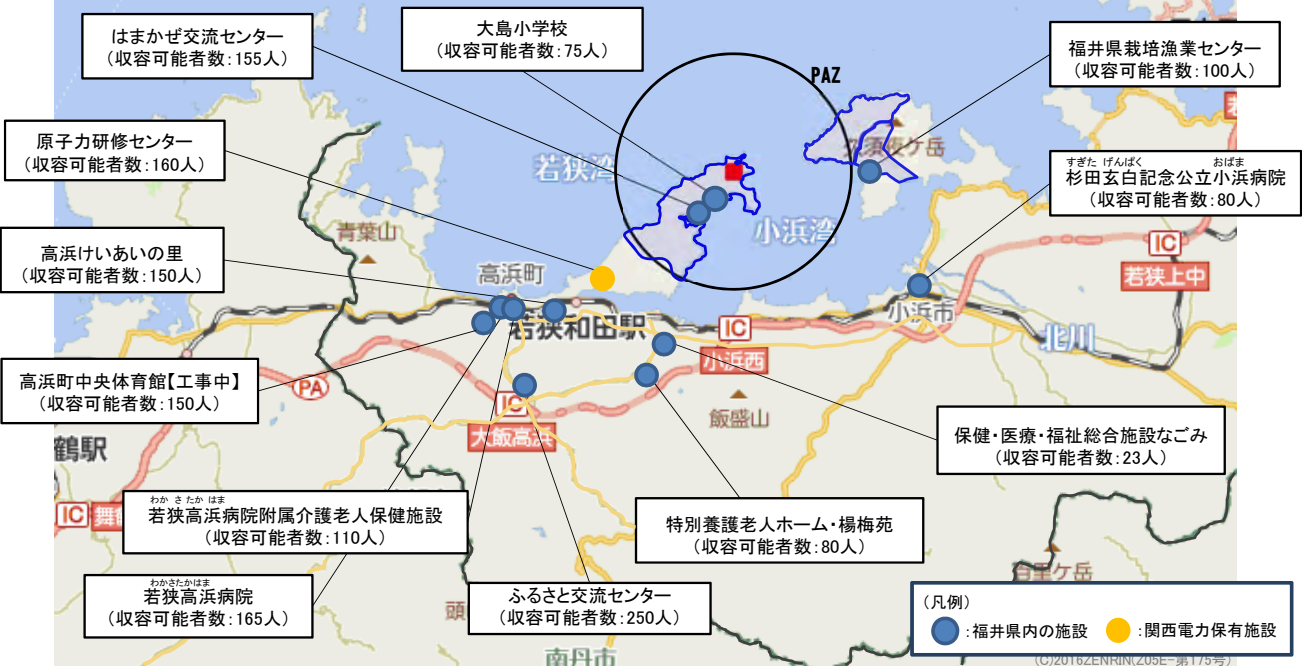 はまかぜ交流センター
（収容可能者数:155人）
大島小学校
（収容可能者数:75人）
福井県栽培漁業センター
（収容可能者数:100人）
PAZ
原子力研修センター
（収容可能者数:160人）
若狭湾
久須夜ケ岳
すぎた げんぱく おばま
杉田玄白記念公立小浜病院
（収容可能者数:80人）
青葉山
小浜湾
高浜けいあいの里
（収容可能者数:150人）
高浜町
IC
若狭上中
若狭和田駅
小浜市
IC
小浜西
北川
高浜町中央体育館【工事中】
（収容可能者数:150人）
PA
IC
大飯高浜
飯盛山
保健・医療・福祉総合施設なごみ
（収容可能者数:23人）
鶴駅
わか さ たか はま
若狭高浜病院附属介護老人保健施設
（収容可能者数:110人）
IC
舞
特別養護老人ホーム・楊梅苑
（収容可能者数:80人）
わかさたかはま
若狭高浜病院
（収容可能者数:165人）
ふるさと交流センター
（収容可能者数:250人）
頭
百里ケ岳
南丹市
（凡例）
:福井県内の施設
:関西電力保有施設
(C)2016ZENRIN(Z05E-第175号)